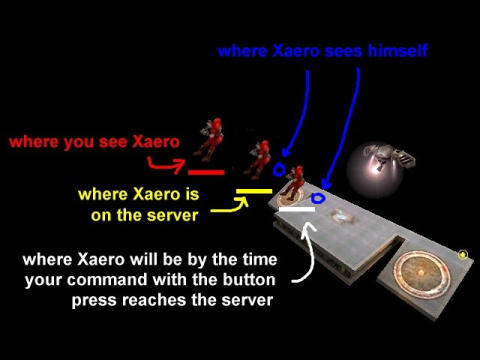 where Xaero sees himself
where you see Xaero
where Xaero is
on the server
where Xaero will be by the time
your command with the button
press reaches the server